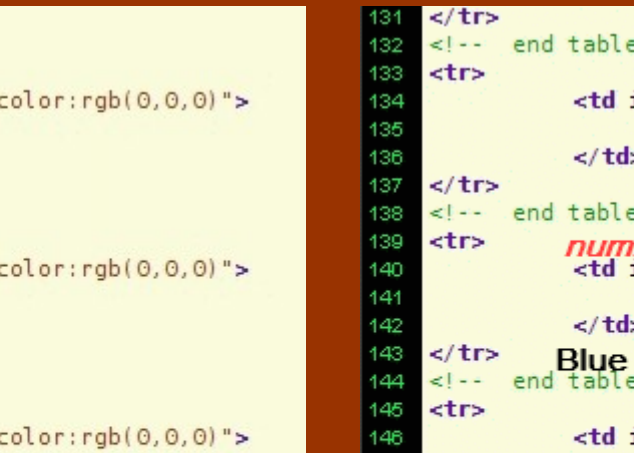 color:rgb(0,0,0)">
color:rgb(0,0,0)">
color:rgb(0,0,0)">
131 </tr>
132 <!-- end table
133 <tr>
134 <td
135
136 </td>
137 </tr>
138 <!-- end table
139 <tr>
num
140 <td
141
142 </td>
143 </tr>
Blue
144 <!-- end table
145 <tr>
146 <td